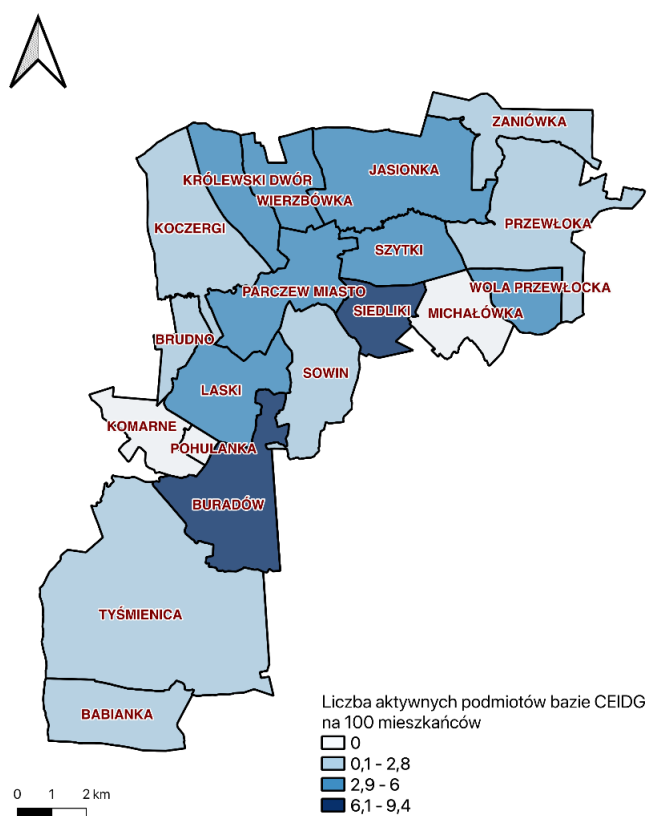 ZANIÓWKA
JASIONKA
KRÓLEWSKI DWÓR
WIERZBÓWKA
PRZEWŁOKA
KOCZERGI
SZYTKI
PARCZEW MIASTO
WOLA PRZEWŁOCKA
SIEDLIKI
MICHAŁÓWKA
BRUDNO
SOWIN
LASKI
KOMARNE
POHULANKA
BURADÓW
TYŚMIENICA
BABIANKA
Liczba aktywnych podmiotów bazie CEIDG
na 100 mieszkańców
0
0,1 - 2,8
2,9 - 6
6,1 - 9,4
0 1 2 km